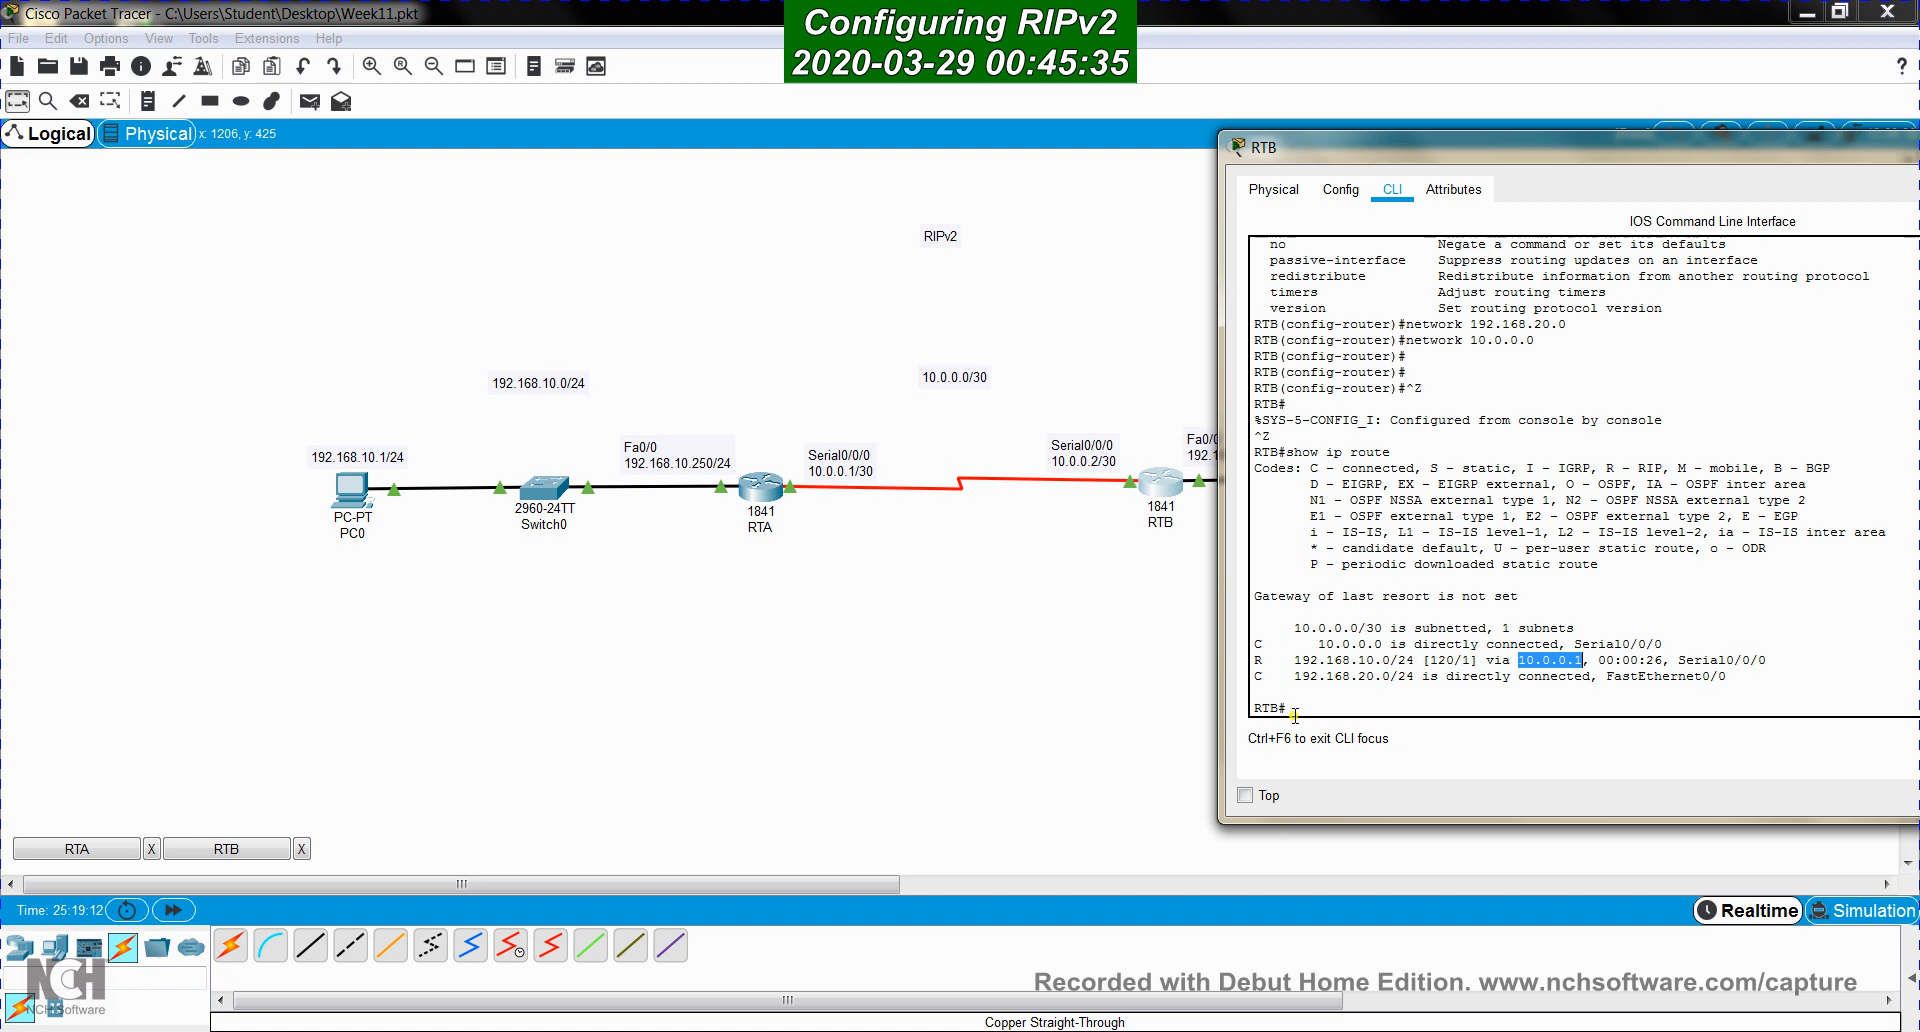 Cisco Packet Tracer - C:\Users\Student\Desktop\Week11.pkt
Configuring RIPv2
2020-03-29 00:45:35
File Edit Options View Tools Extensions Help
?
Logical Physical x: 1206, y: 425
RTB
Physical Config CLI Attributes
IOS Command Line Interface
RIPv2
192.168.10.0/24
10.0.0.0/30
192.168.10.1/24
Fa0/0
192.168.10.250/24
Serial0/0/0
10.0.0.1/30
Serial0/0/0
10.0.0.2/30
Fa0/0
192.1
PC-PT
PC0
2960-24TT
Switch0
1841
RTA
1841
RTB
no Negate a command or set its defaults
passive-interface Suppress routing updates on an interface
redistribute Redistribute information from another routing protocol
timers Adjust routing timers
version Set routing protocol version
RTB(config-router)#network 192.168.20.0
RTB(config-router)#network 10.0.0.0
RTB(config-router)#
RTB(config-router)#
RTB(config-router)#^Z
RTB#
%SYS-5-CONFIG_I: Configured from console by console
^Z
RTB#show ip route
Codes: C - connected, S - static, I - IGRP, R - RIP, M - mobile, B - BGP
D - EIGRP, EX - EIGRP external, O - OSPF, IA - OSPF inter area
N1 - OSPF NSSA external type 1, N2 - OSPF NSSA external type 2
E1 - OSPF external type 1, E2 - OSPF external type 2, E - EGP
i - IS-IS, L1 - IS-IS level-1, L2 - IS-IS level-2, ia - IS-IS inter area
* - candidate default, U - per-user static route, o - ODR
P - periodic downloaded static route
Gateway of last resort is not set
10.0.0.0/30 is subnetted, 1 subnets
C 10.0.0.0 is directly connected, Serial0/0/0
R 192.168.10.0/24 [120/1] via 10.0.0.1, 00:00:26, Serial0/0/0
C 192.168.20.0/24 is directly connected, FastEthernet0/0
RTB#
Ctrl+F6 to exit CLI focus
Top
RTA X RTB X
Time: 25:19:12
Realtime Simulation
NCH
NCH Software
Recorded with Debut Home Edition. www.nchsoftware.com/capture
Copper Straight-Through